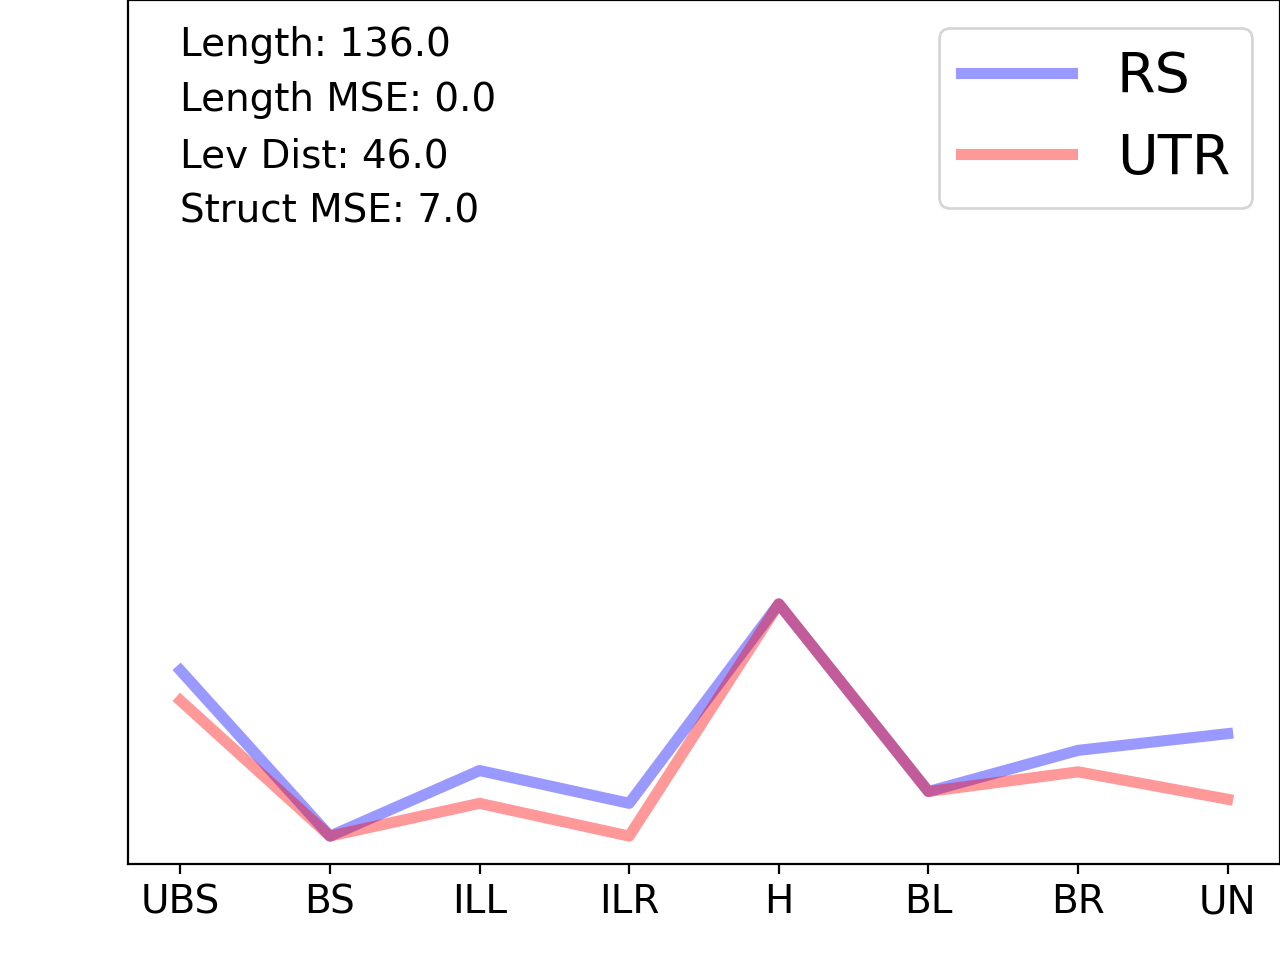 Length: 136.0
Length MSE: 0.0
Lev Dist: 46.0
Struct MSE: 7.0
RS
UTR
UBS BS ILL ILR H BL BR UN